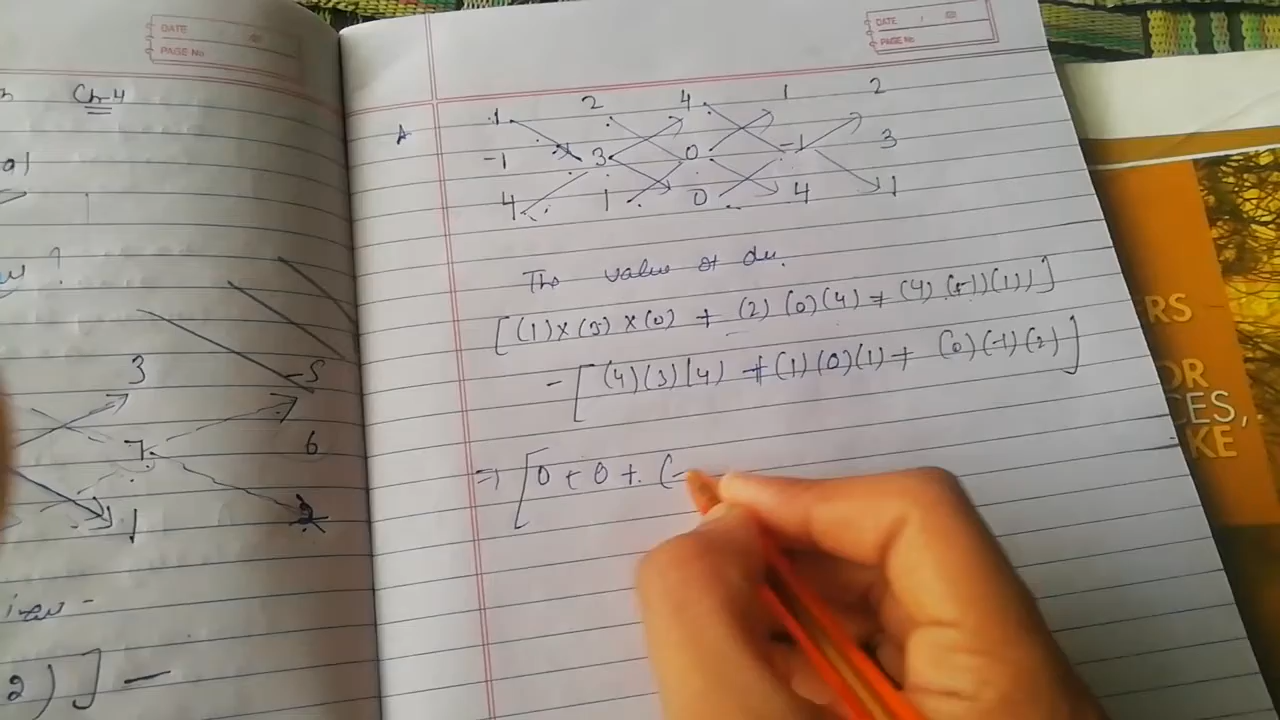 DATE
PAGE No
Ch-4
3
-5
7
6
1
2
2)] -
DATE
PAGE No
1 2 4 1 2
-1 3 0 -1 3
4 1 0 4 1
The value of
[(1)×(3)×(0) + (2)(0)(4) + (4)(-1)(1)]
- [(4)(3)(4) + (1)(0)(1) + (0)(-1)(2)]
=> [0 + 0 + (-
RS
OR
CES,
KE